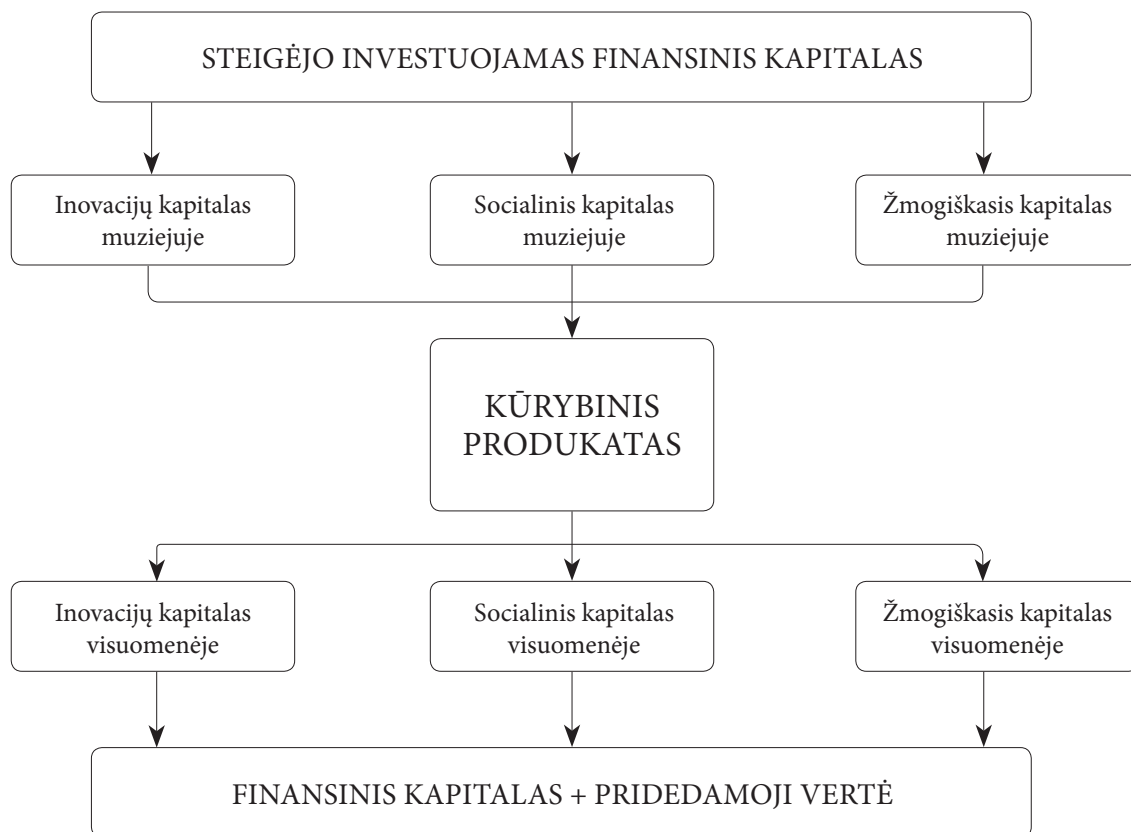 STEIGĖJO INVESTUOJAMAS FINANSINIS KAPITALAS
Inovacijų kapitalas
muziejuje
Socialinis kapitalas
muziejuje
Žmogiškasis kapitalas
muziejuje
KŪRYBINIS
PRODUKATAS
Inovacijų kapitalas
visuomenėje
Socialinis kapitalas
visuomenėje
Žmogiškasis kapitalas
visuomenėje
FINANSINIS KAPITALAS + PRIDEDAMOJI VERTĖ